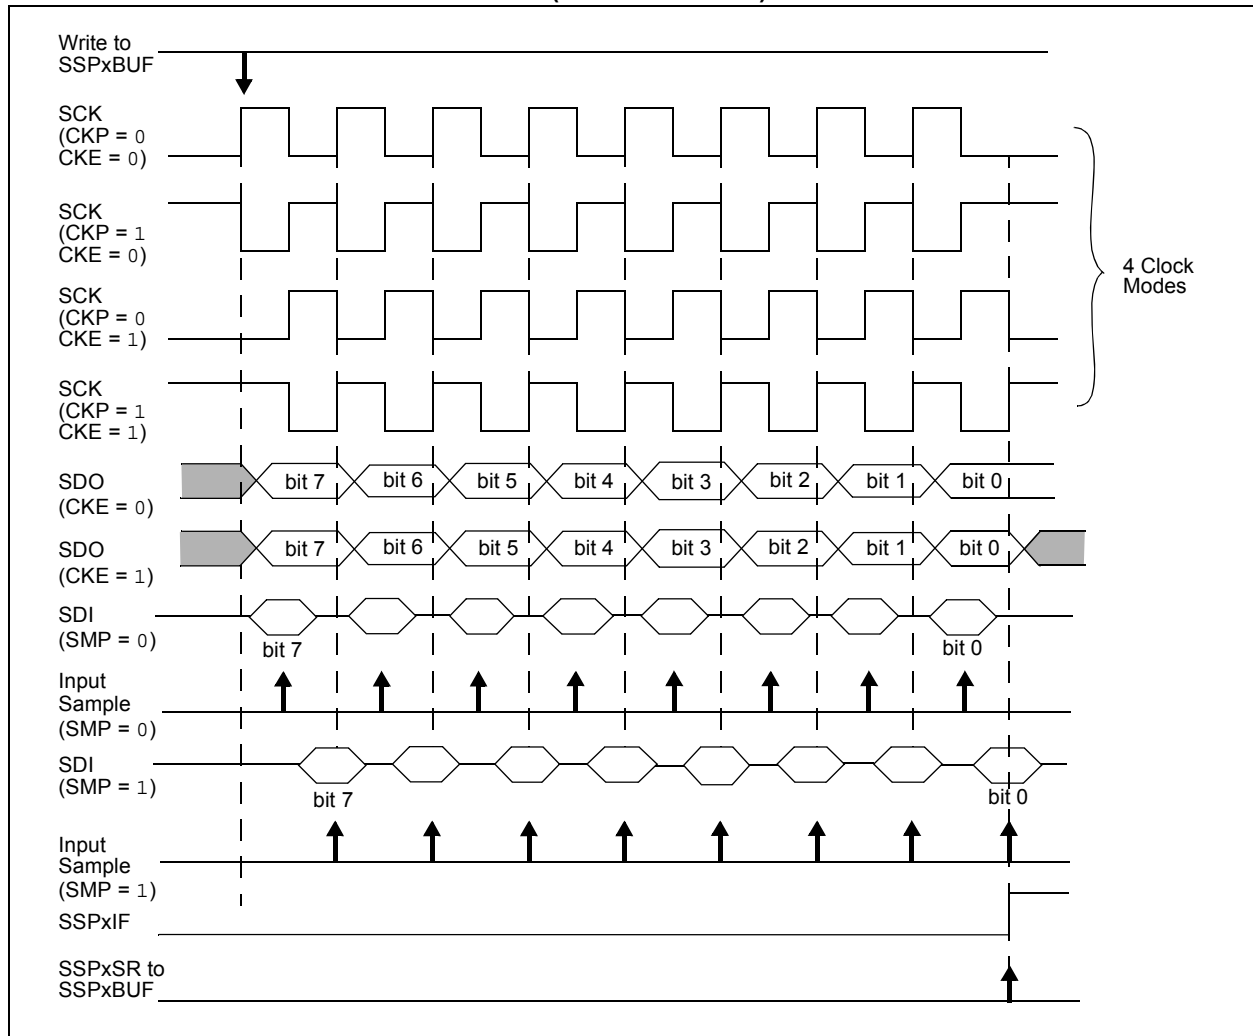 Write to
SSPxBUF
SCK
(CKP = 0
CKE = 0)
SCK
(CKP = 1
CKE = 0)
4 Clock
Modes
SCK
(CKP = 0
CKE = 1)
SCK
(CKP = 1
CKE = 1)
SDO
(CKE = 0)
bit 7 bit 6 bit 5 bit 4 bit 3 bit 2 bit 1 bit 0
SDO
(CKE = 1)
bit 7 bit 6 bit 5 bit 4 bit 3 bit 2 bit 1 bit 0
SDI
(SMP = 0)
bit 7 bit 0
Input
Sample
(SMP = 0)
SDI
(SMP = 1)
bit 7 bit 0
Input
Sample
(SMP = 1)
SSPxIF
SSPxSR to
SSPxBUF